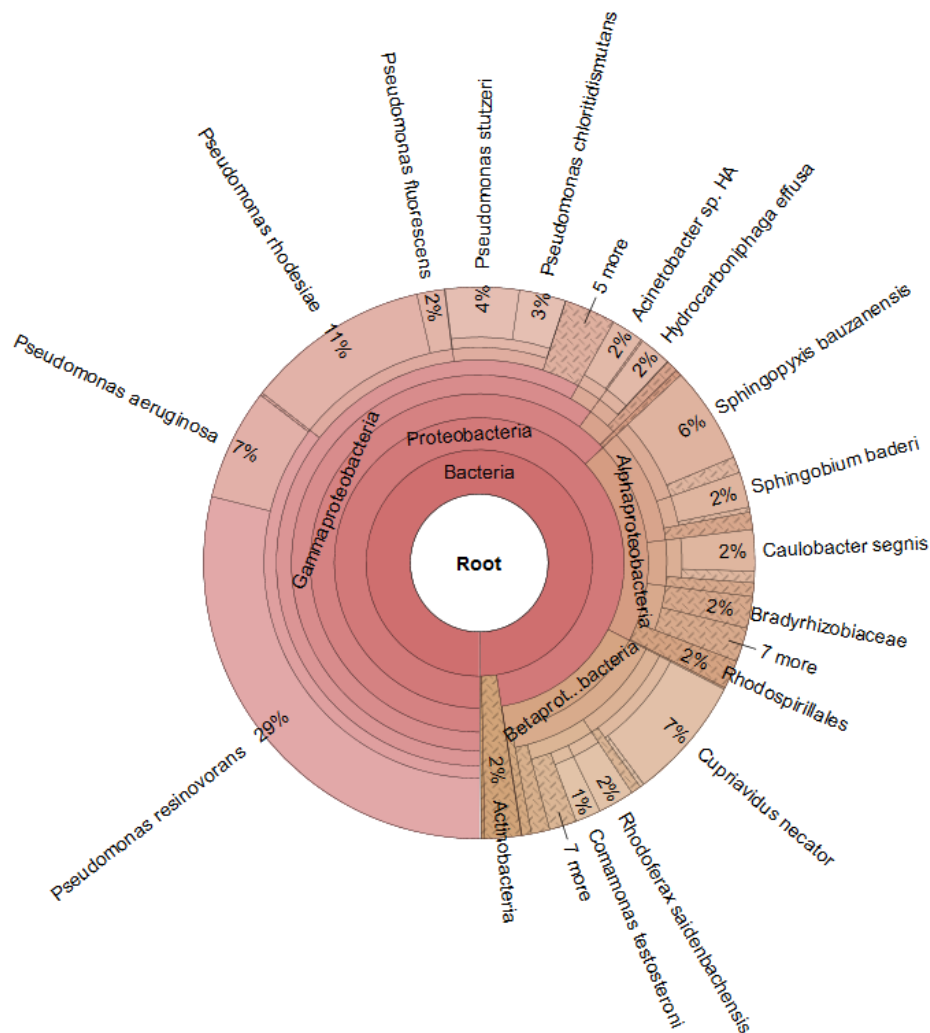 Pseudomonas stutzeri
Pseudomonas chloritidismutans
Pseudomonas fluorescens
Pseudomonas rhodesiae
Pseudomonas aeruginosa
Pseudomonas resinovorans
5 more
Acinetobacter sp. HA
Hydrocarboniphaga effusa
Sphingopyxis bauzanensis
Sphingobium baderi
Caulobacter segnis
Bradyrhizobiaceae
7 more
Rhodospirillales
Cupriavidus necator
Rhodoferax saidenbachensis
Comamonas testosteroni
7 more
Actinobacteria
4%
3%
2%
11%
7%
29%
2%
2%
6%
2%
2%
2%
2%
7%
2%
1%
2%
Gammaproteobacteria
Proteobacteria
Bacteria
Root
Alphaproteobacteria
Betaprot...bacteria